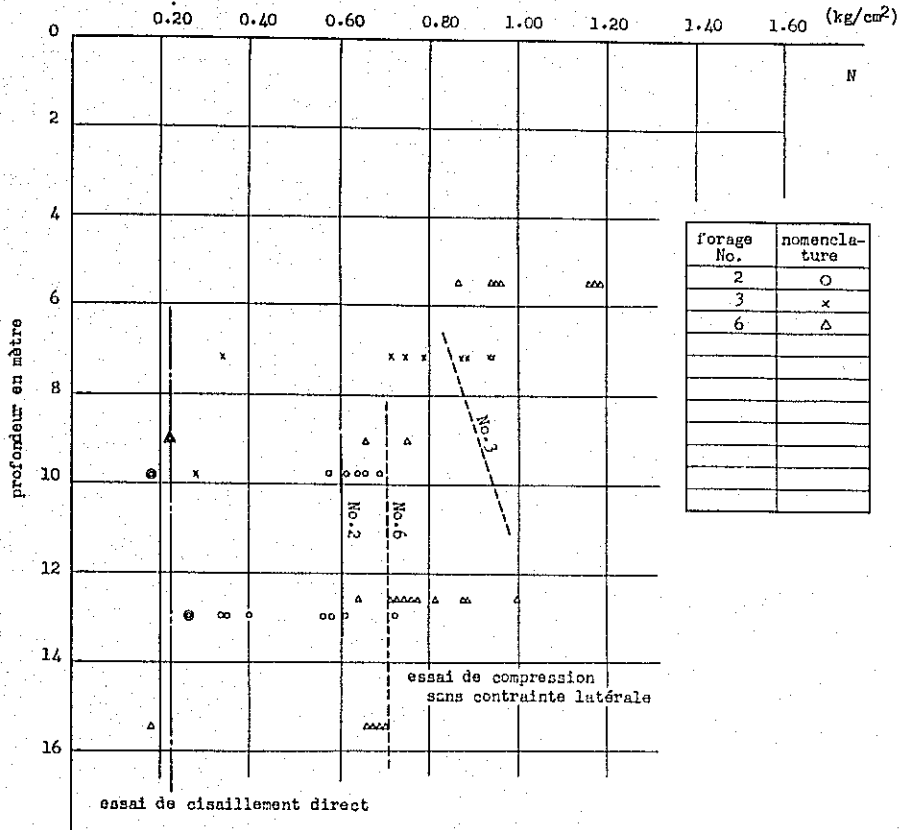 0.20 0.40 0.60 0.80 1.00 1.20 1.40 1.60 (kg/cm²)
0
N
2
4
6
8
10
12
14
16
profondeur en mètre
forage No. nomencla-ture
2 o
3 x
6 △
No.3
No.2
No.6
essai de compression
sans contrainte latérale
essai de cisaillement direct